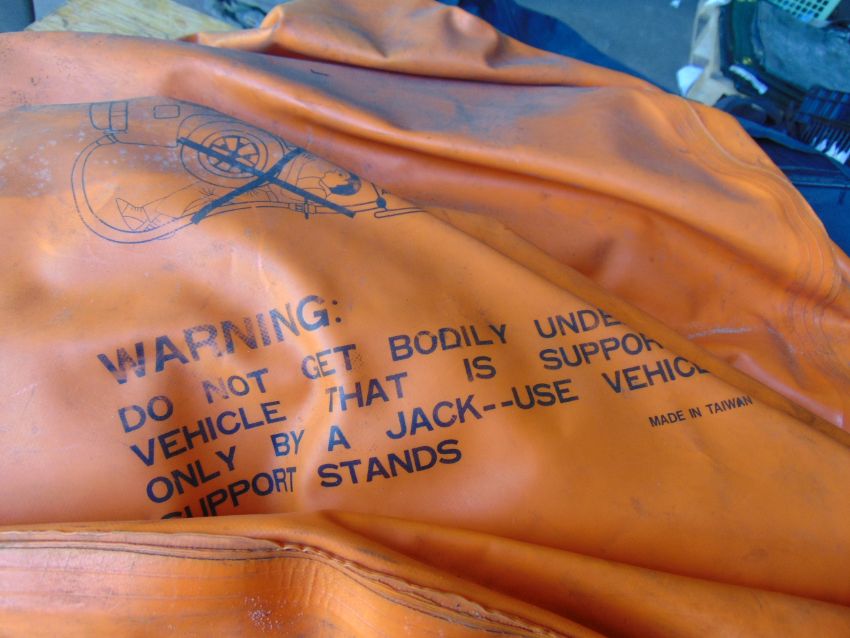 WARNING:
DO NOT GET BODILY UNDE
VEHICLE THAT IS SUPPOR
ONLY BY A JACK--USE VEHICL
SUPPORT STANDS
MADE IN TAIWAN